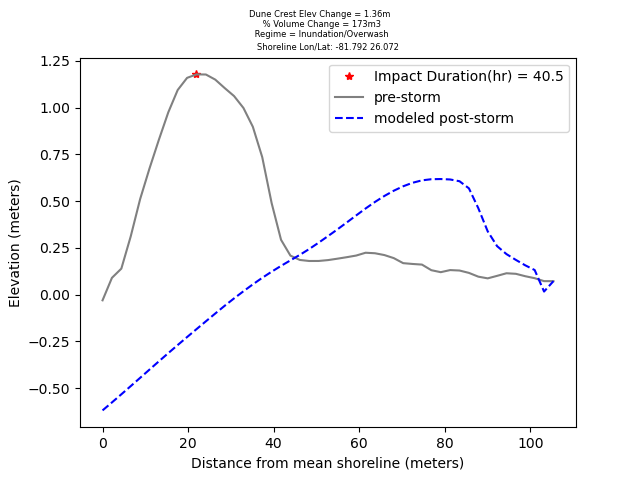 Dune Crest Elev Change = 1.36m
% Volume Change = 173m3
Regime = Inundation/Overwash
Shoreline Lon/Lat: -81.792 26.072
Impact Duration(hr) = 40.5
pre-storm
modeled post-storm
1.25
1.00
0.75
0.50
0.25
0.00
−0.25
−0.50
Elevation (meters)
0
20
40
60
80
100
Distance from mean shoreline (meters)